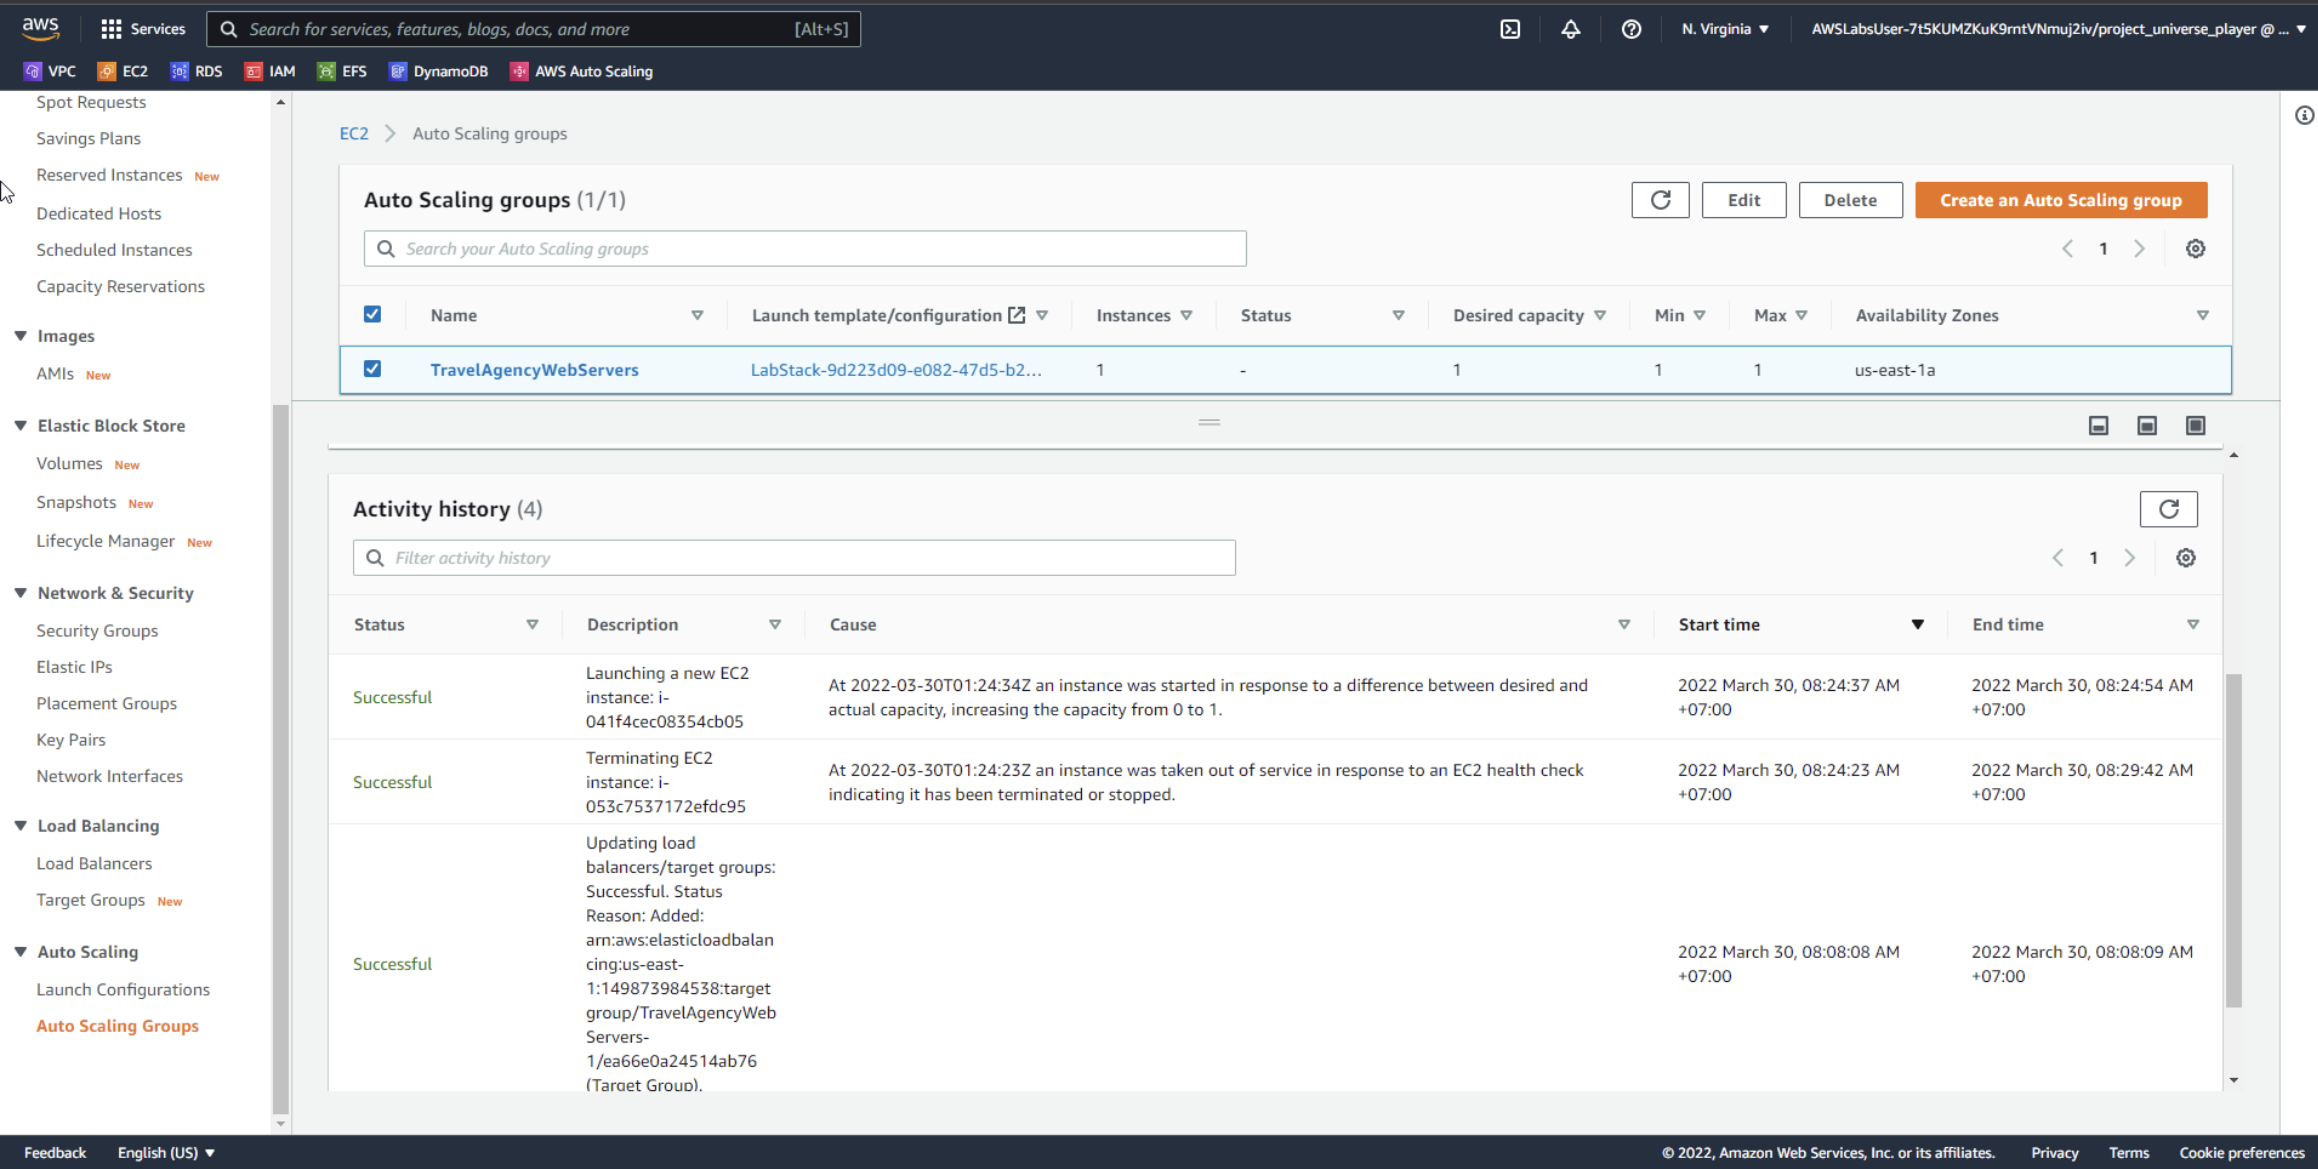 aws
Services
Search for services, features, blogs, docs, and more
[Alt+S]
N. Virginia
AWSLabsUser-7t5KUMZKuK9rntVNmuj2iv/project_universe_player @ ...
VPC
EC2
RDS
IAM
EFS
DynamoDB
AWS Auto Scaling
Spot Requests
Savings Plans
Reserved Instances New
Dedicated Hosts
Scheduled Instances
Capacity Reservations
Images
AMIs New
Elastic Block Store
Volumes New
Snapshots New
Lifecycle Manager New
Network & Security
Security Groups
Elastic IPs
Placement Groups
Key Pairs
Network Interfaces
Load Balancing
Load Balancers
Target Groups New
Auto Scaling
Launch Configurations
Auto Scaling Groups
EC2
Auto Scaling groups
Auto Scaling groups (1/1)
Edit
Delete
Create an Auto Scaling group
Search your Auto Scaling groups
1
Name
Launch template/configuration
Instances
Status
Desired capacity
Min
Max
Availability Zones
TravelAgencyWebServers
LabStack-9d223d09-e082-47d5-b2...
1
-
1
1
1
us-east-1a
Activity history (4)
Filter activity history
1
Status
Description
Cause
Start time
End time
Successful
Launching a new EC2
instance: i-
041f4cec08354cb05
At 2022-03-30T01:24:34Z an instance was started in response to a difference between desired and
actual capacity, increasing the capacity from 0 to 1.
2022 March 30, 08:24:37 AM
+07:00
2022 March 30, 08:24:54 AM
+07:00
Successful
Terminating EC2
instance: i-
053c7537172efdc95
At 2022-03-30T01:24:23Z an instance was taken out of service in response to an EC2 health check
indicating it has been terminated or stopped.
2022 March 30, 08:24:23 AM
+07:00
2022 March 30, 08:29:42 AM
+07:00
Successful
Updating load
balancers/target groups:
Successful. Status
Reason: Added:
arn:aws:elasticloadbalan
cing:us-east-
1:149873984538:target
group/TravelAgencyWeb
Servers-
1/ea66e0a24514ab76
(Target Group).
2022 March 30, 08:08:08 AM
+07:00
2022 March 30, 08:08:09 AM
+07:00
Feedback
English (US)
© 2022, Amazon Web Services, Inc. or its affiliates.
Privacy
Terms
Cookie preferences